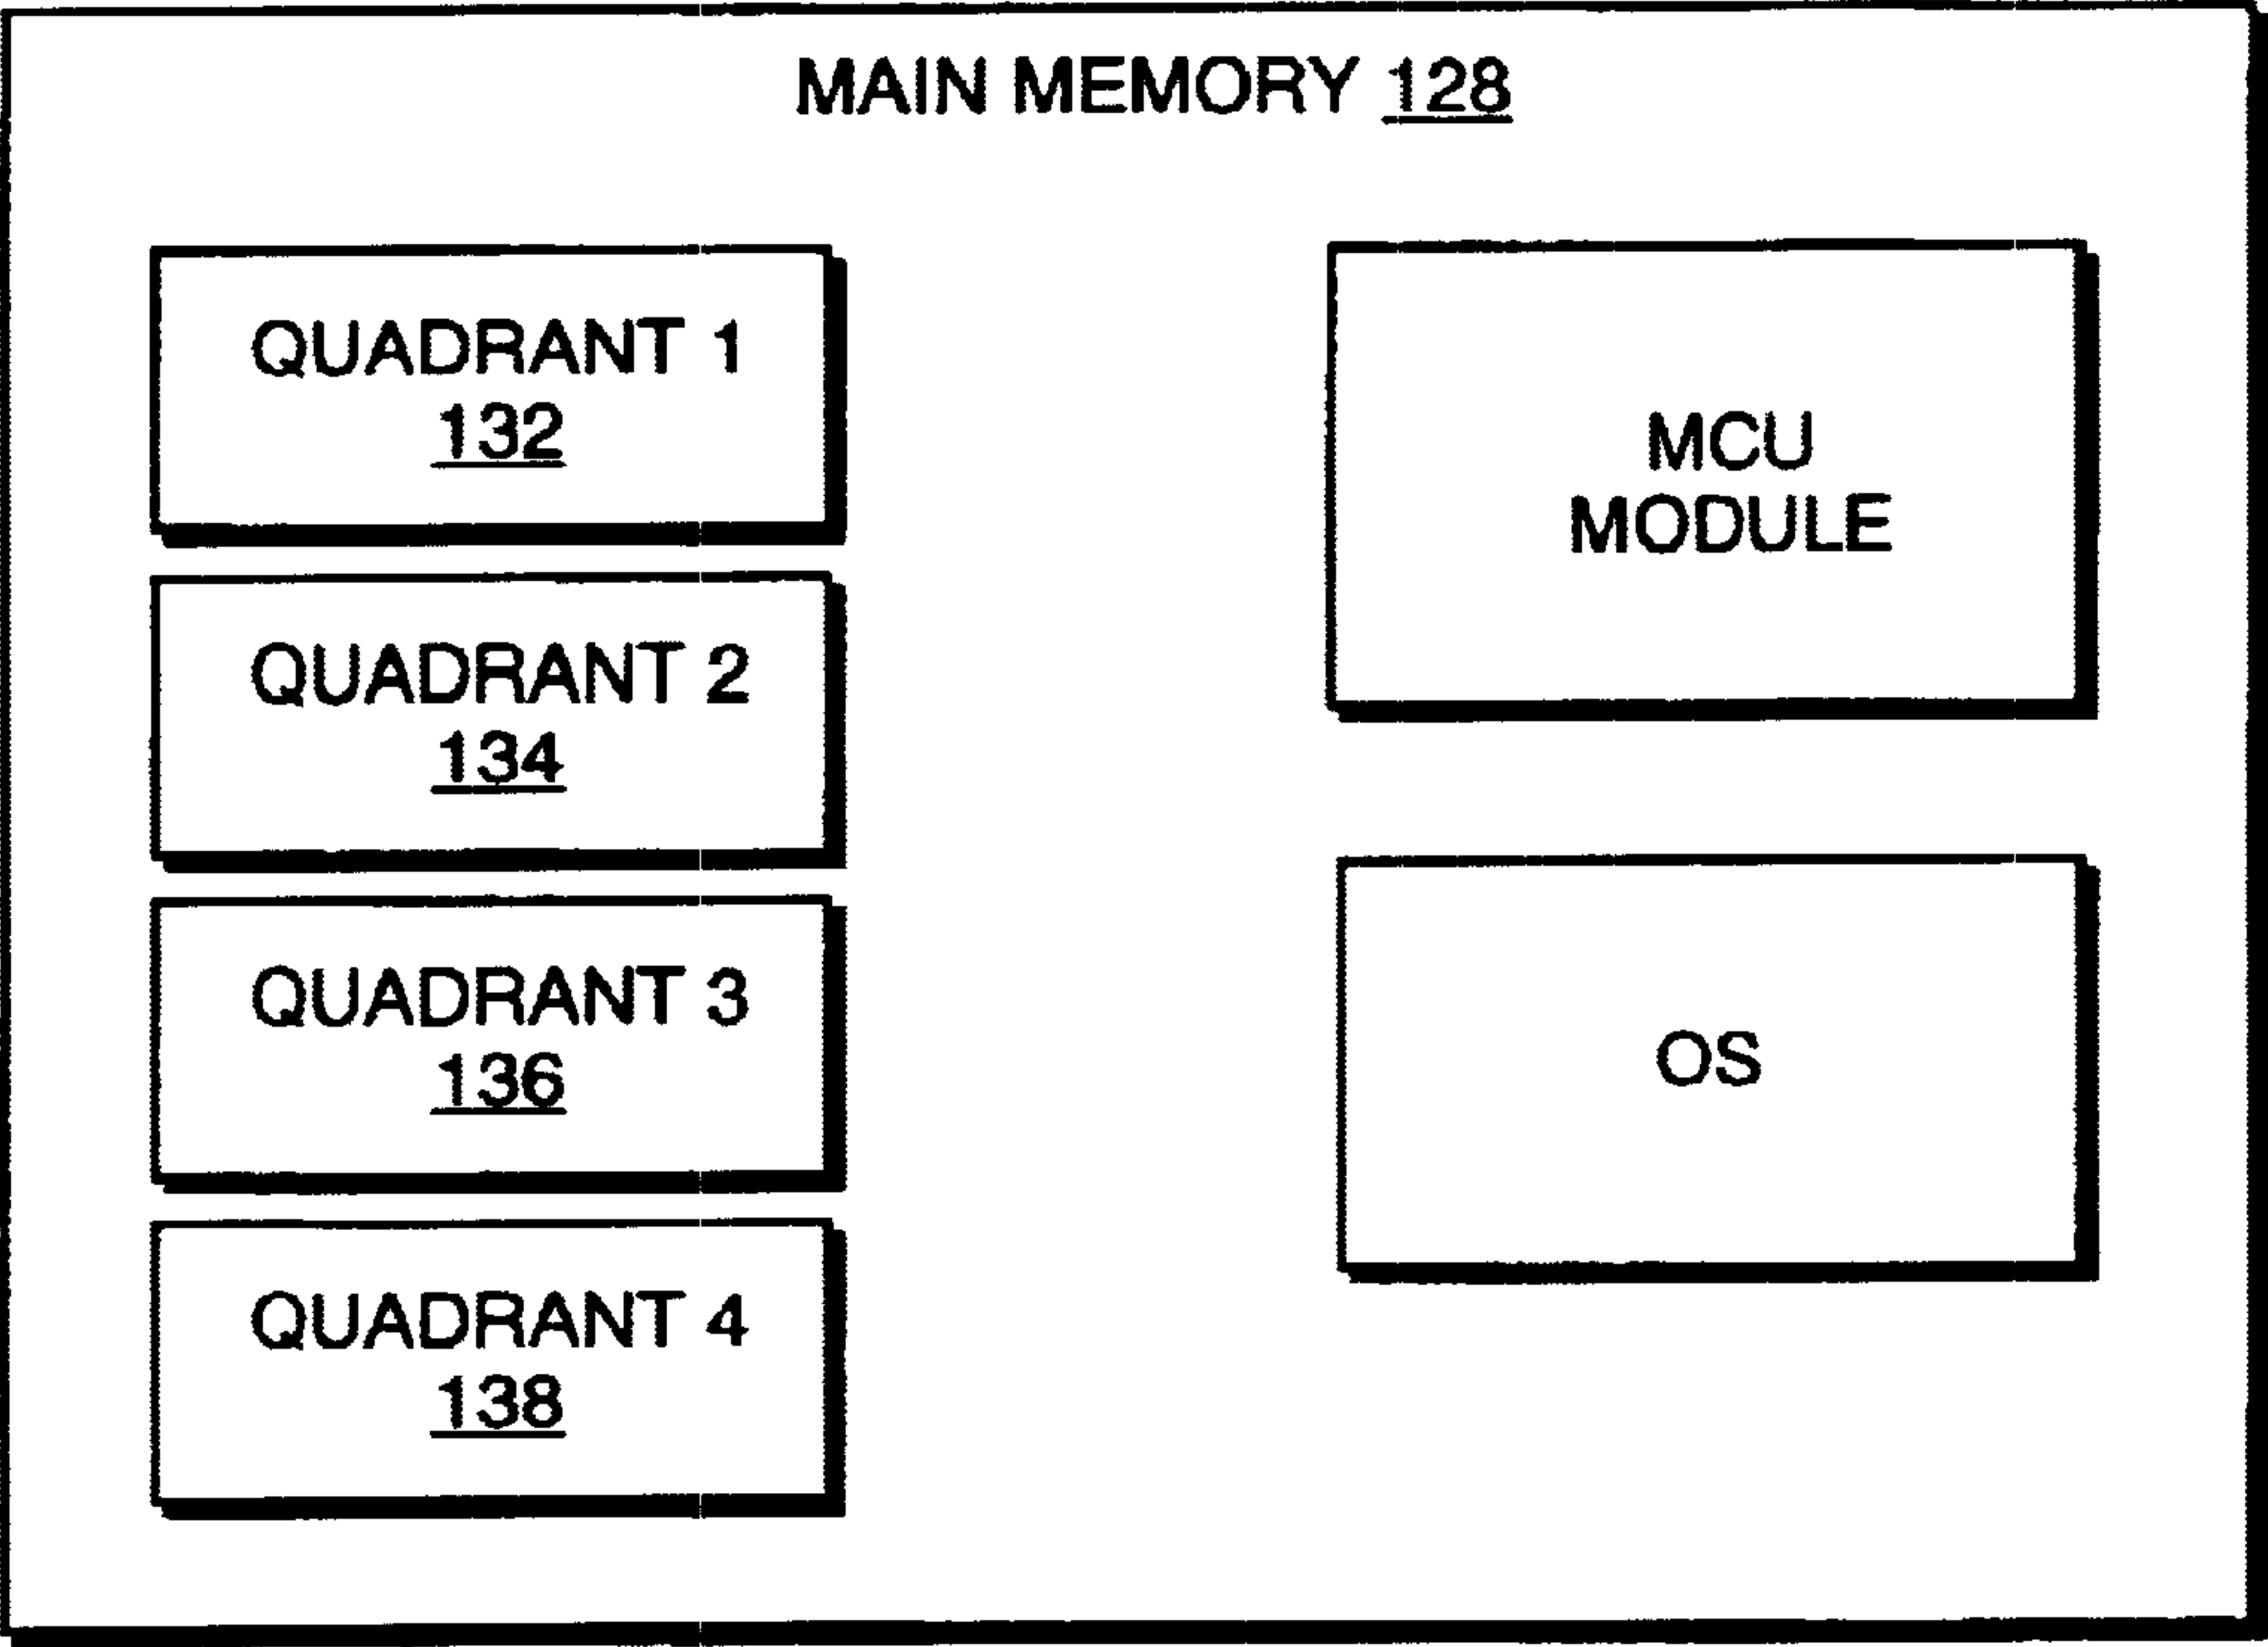 MAIN MEMORY 128
QUADRANT 1
132
QUADRANT 2
134
QUADRANT 3
136
QUADRANT 4
138
MCU
MODULE
OS